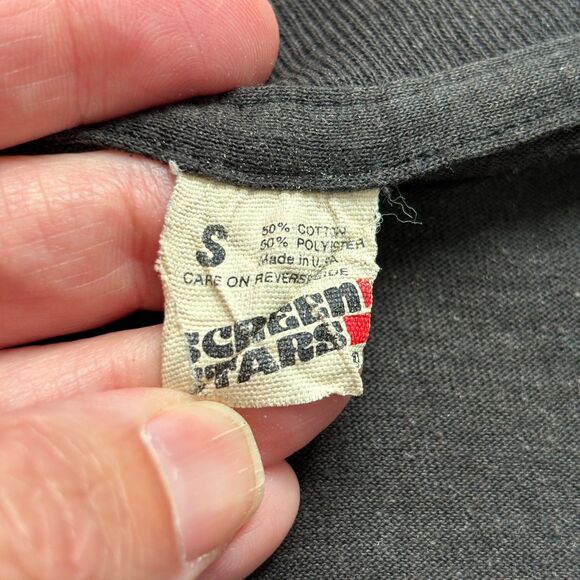 S
50% COTTON
50% POLYESTER
Made in U.S.A
CARE ON REVERSE SIDE
SCREEN
STARS